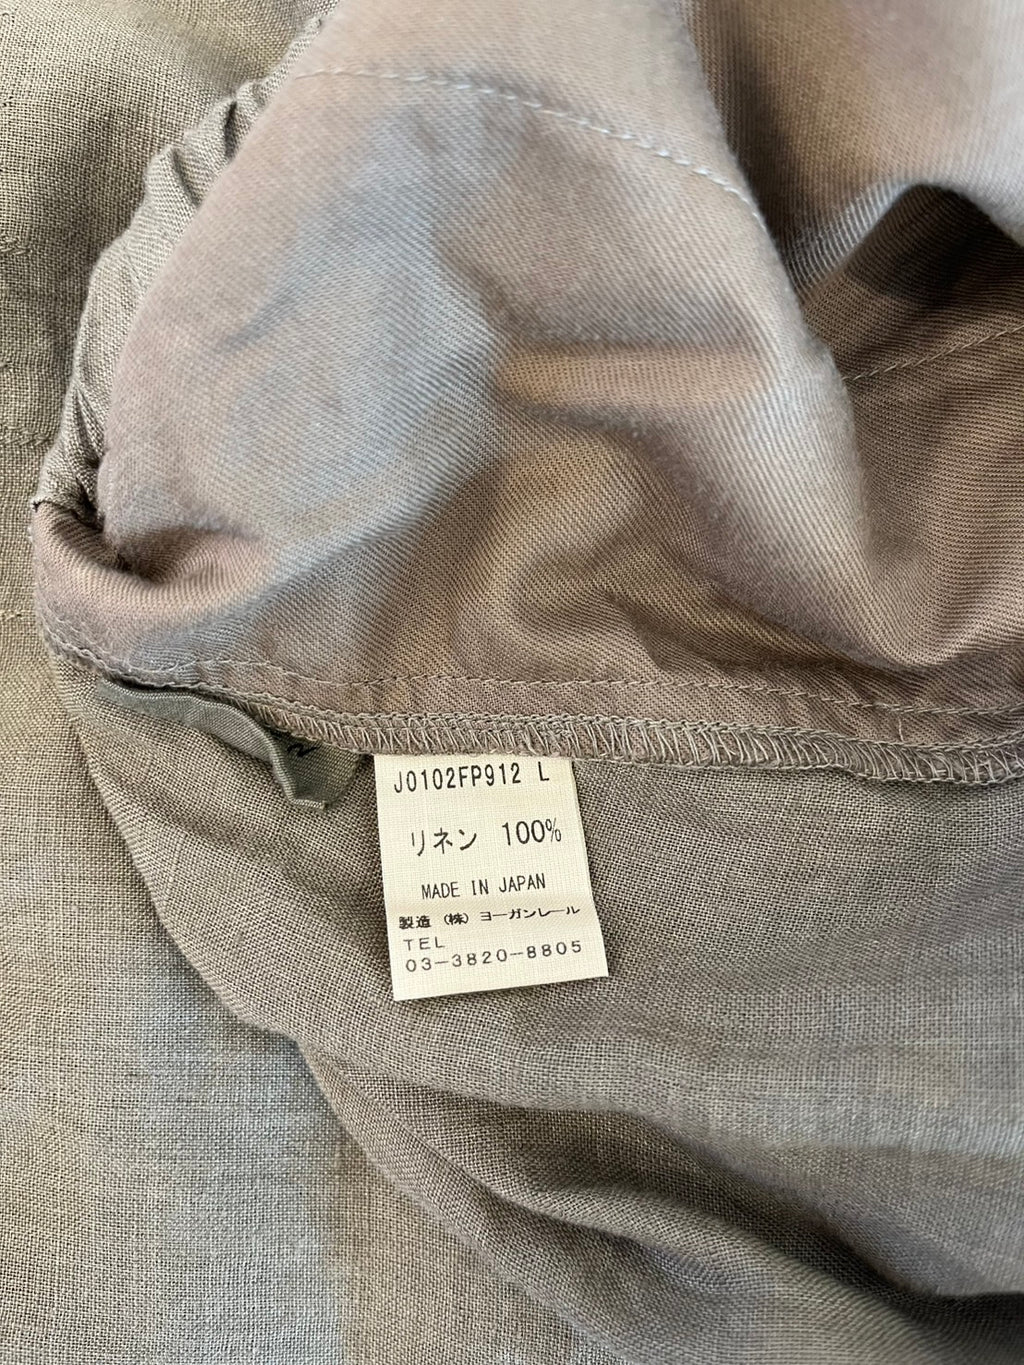 J0102FP912 L
リネン 100%
MADE IN JAPAN
製造 (株) ヨーガンレール
TEL
03-3820-8805